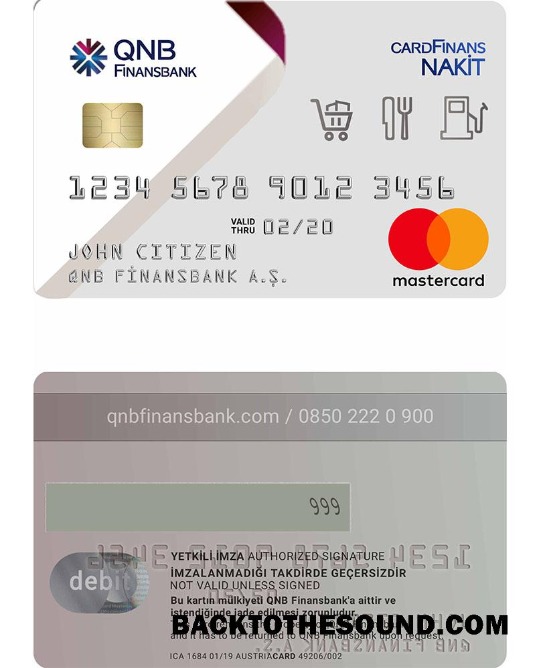 QNB
FİNANSBANK
CARDFINANS
NAKİT
1234 5678 9012 3456
VALID
THRU 02/20
JOHN CITIZEN
QNB FİNANSBANK A.Ş.
mastercard
qnbfinansbank.com / 0850 222 0 900
999
YETKİLİ İMZA AUTHORIZED SIGNATURE
İMZALANMADIĞI TAKDİRDE GEÇERSİZDİR
NOT VALID UNLESS SIGNED
debit
Bu kartın mülkiyeti QNB Finansbank'a aittir ve
istendiğinde iade edilmesi zorunludur.
BACKTOTHESOUND.COM
and it has to be returned to QNB Finansbank upon request
ICA 1684 01/19 AUSTRIACARD 49206/002